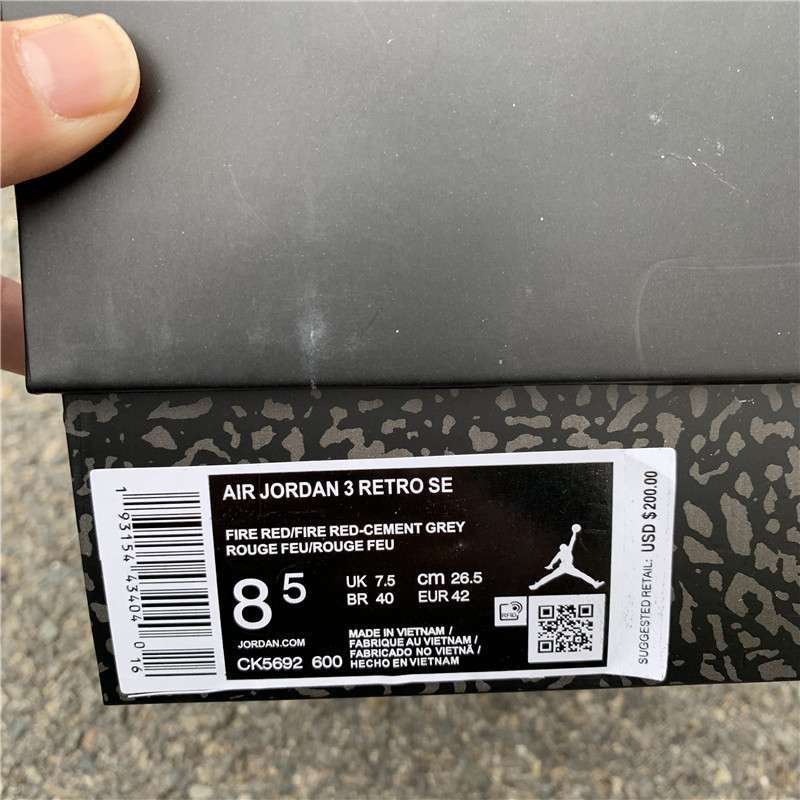 AIR JORDAN 3 RETRO SE
FIRE RED/FIRE RED-CEMENT GREY
ROUGE FEU/ROUGE FEU
8 5
UK 7.5 cm 26.5
BR 40 EUR 42
JORDAN.COM
CK5692 600
MADE IN VIETNAM /
FABRIQUE AU VIETNAM /
FABRICADO NO VIETNÃ /
HECHO EN VIETNAM
RFID
1 93154 43404 016
SUGGESTED RETAIL: USD $200.00